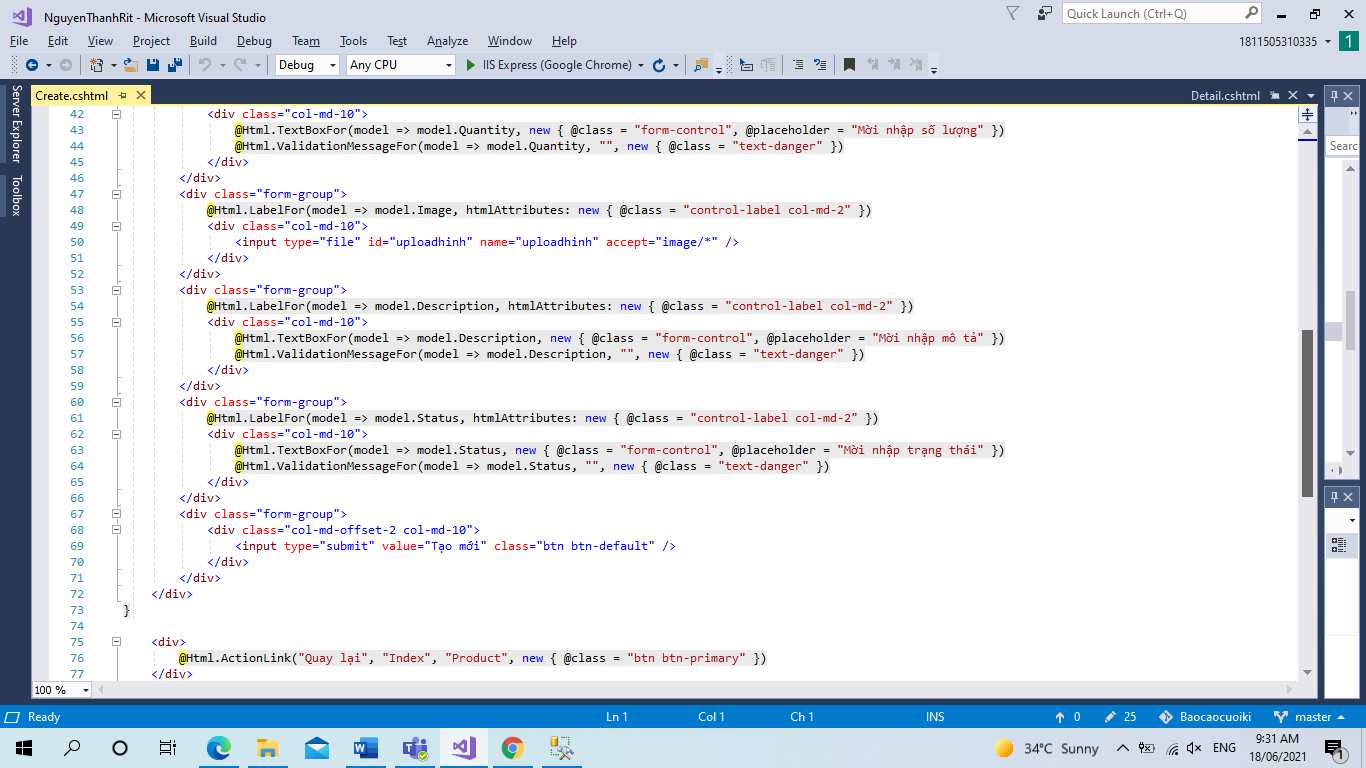 NguyenThanhRit - Microsoft Visual Studio
Quick Launch (Ctrl+Q)
File Edit View Project Build Debug Team Tools Test Analyze Window Help
1811505310335
1
Debug Any CPU IIS Express (Google Chrome)
Server Explorer
Toolbox
Create.cshtml
Detail.cshtml
Searc
42 <div class="col-md-10">
43 @Html.TextBoxFor(model => model.Quantity, new { @class = "form-control", @placeholder = "Mời nhập số lượng" })
44 @Html.ValidationMessageFor(model => model.Quantity, "", new { @class = "text-danger" })
45 </div>
46 </div>
47 <div class="form-group">
48 @Html.LabelFor(model => model.Image, htmlAttributes: new { @class = "control-label col-md-2" })
49 <div class="col-md-10">
50 <input type="file" id="uploadhinh" name="uploadhinh" accept="image/*" />
51 </div>
52 </div>
53 <div class="form-group">
54 @Html.LabelFor(model => model.Description, htmlAttributes: new { @class = "control-label col-md-2" })
55 <div class="col-md-10">
56 @Html.TextBoxFor(model => model.Description, new { @class = "form-control", @placeholder = "Mời nhập mô tả" })
57 @Html.ValidationMessageFor(model => model.Description, "", new { @class = "text-danger" })
58 </div>
59 </div>
60 <div class="form-group">
61 @Html.LabelFor(model => model.Status, htmlAttributes: new { @class = "control-label col-md-2" })
62 <div class="col-md-10">
63 @Html.TextBoxFor(model => model.Status, new { @class = "form-control", @placeholder = "Mời nhập trạng thái" })
64 @Html.ValidationMessageFor(model => model.Status, "", new { @class = "text-danger" })
65 </div>
66 </div>
67 <div class="form-group">
68 <div class="col-md-offset-2 col-md-10">
69 <input type="submit" value="Tạo mới" class="btn btn-default" />
70 </div>
71 </div>
72 </div>
73 }
74
75 <div>
76 @Html.ActionLink("Quay lại", "Index", "Product", new { @class = "btn btn-primary" })
77 </div>
100 %
Ready Ln 1 Col 1 Ch 1 INS 0 25 Baocaocuoiki master
34°C Sunny ENG
9:31 AM
18/06/2021
1